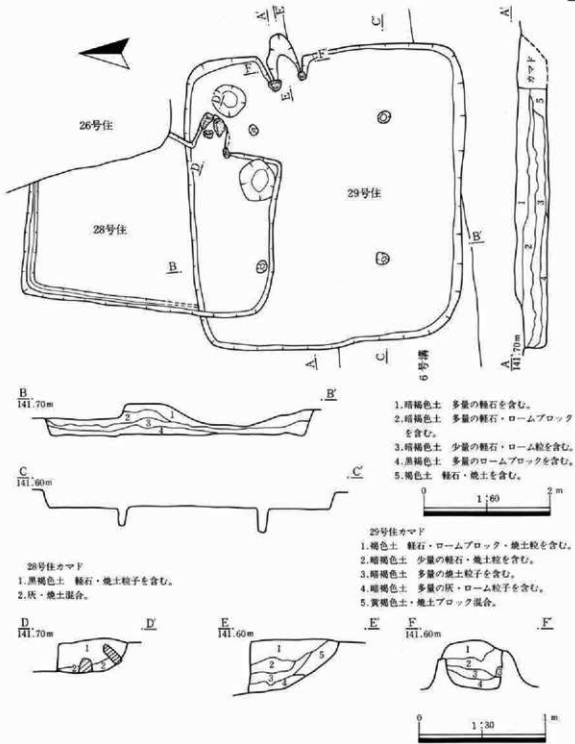 A'
E'
C'
A'
F
F'
E
カマド
26号住
D'
5
D
29号住
1
3
28号住
2
B'
B
4
A
C
6号溝
A
141.70m
B
141.70m
B'
1
2
3
4
1.暗褐色土 多量の軽石を含む。
2.暗褐色土 多量の軽石・ロームブロック
を含む。
3.暗褐色土 少量の軽石・ローム粒を含む。
4.黒褐色土 多量のロームブロックを含む。
5.褐色土 軽石・焼土を含む。
C
141.60m
C'
0 1:60 2m
28号住カマド
1.黒褐色土 軽石・焼土粒子を含む。
2.灰・焼土混合。
29号住カマド
1.褐色土 軽石・ロームブロック・焼土粒を含む。
2.暗褐色土 少量の軽石・焼土粒を含む。
3.暗褐色土 多量の焼土粒子を含む。
4.暗褐色土 多量の灰・ローム粒子を含む。
5.黄褐色土・焼土ブロック混合。
D
141.70m
D'
1
2
2
E
141.60m
E'
1
2
3
4
5
F
141.60m
F'
1
2
3
4
0 1:30 1m